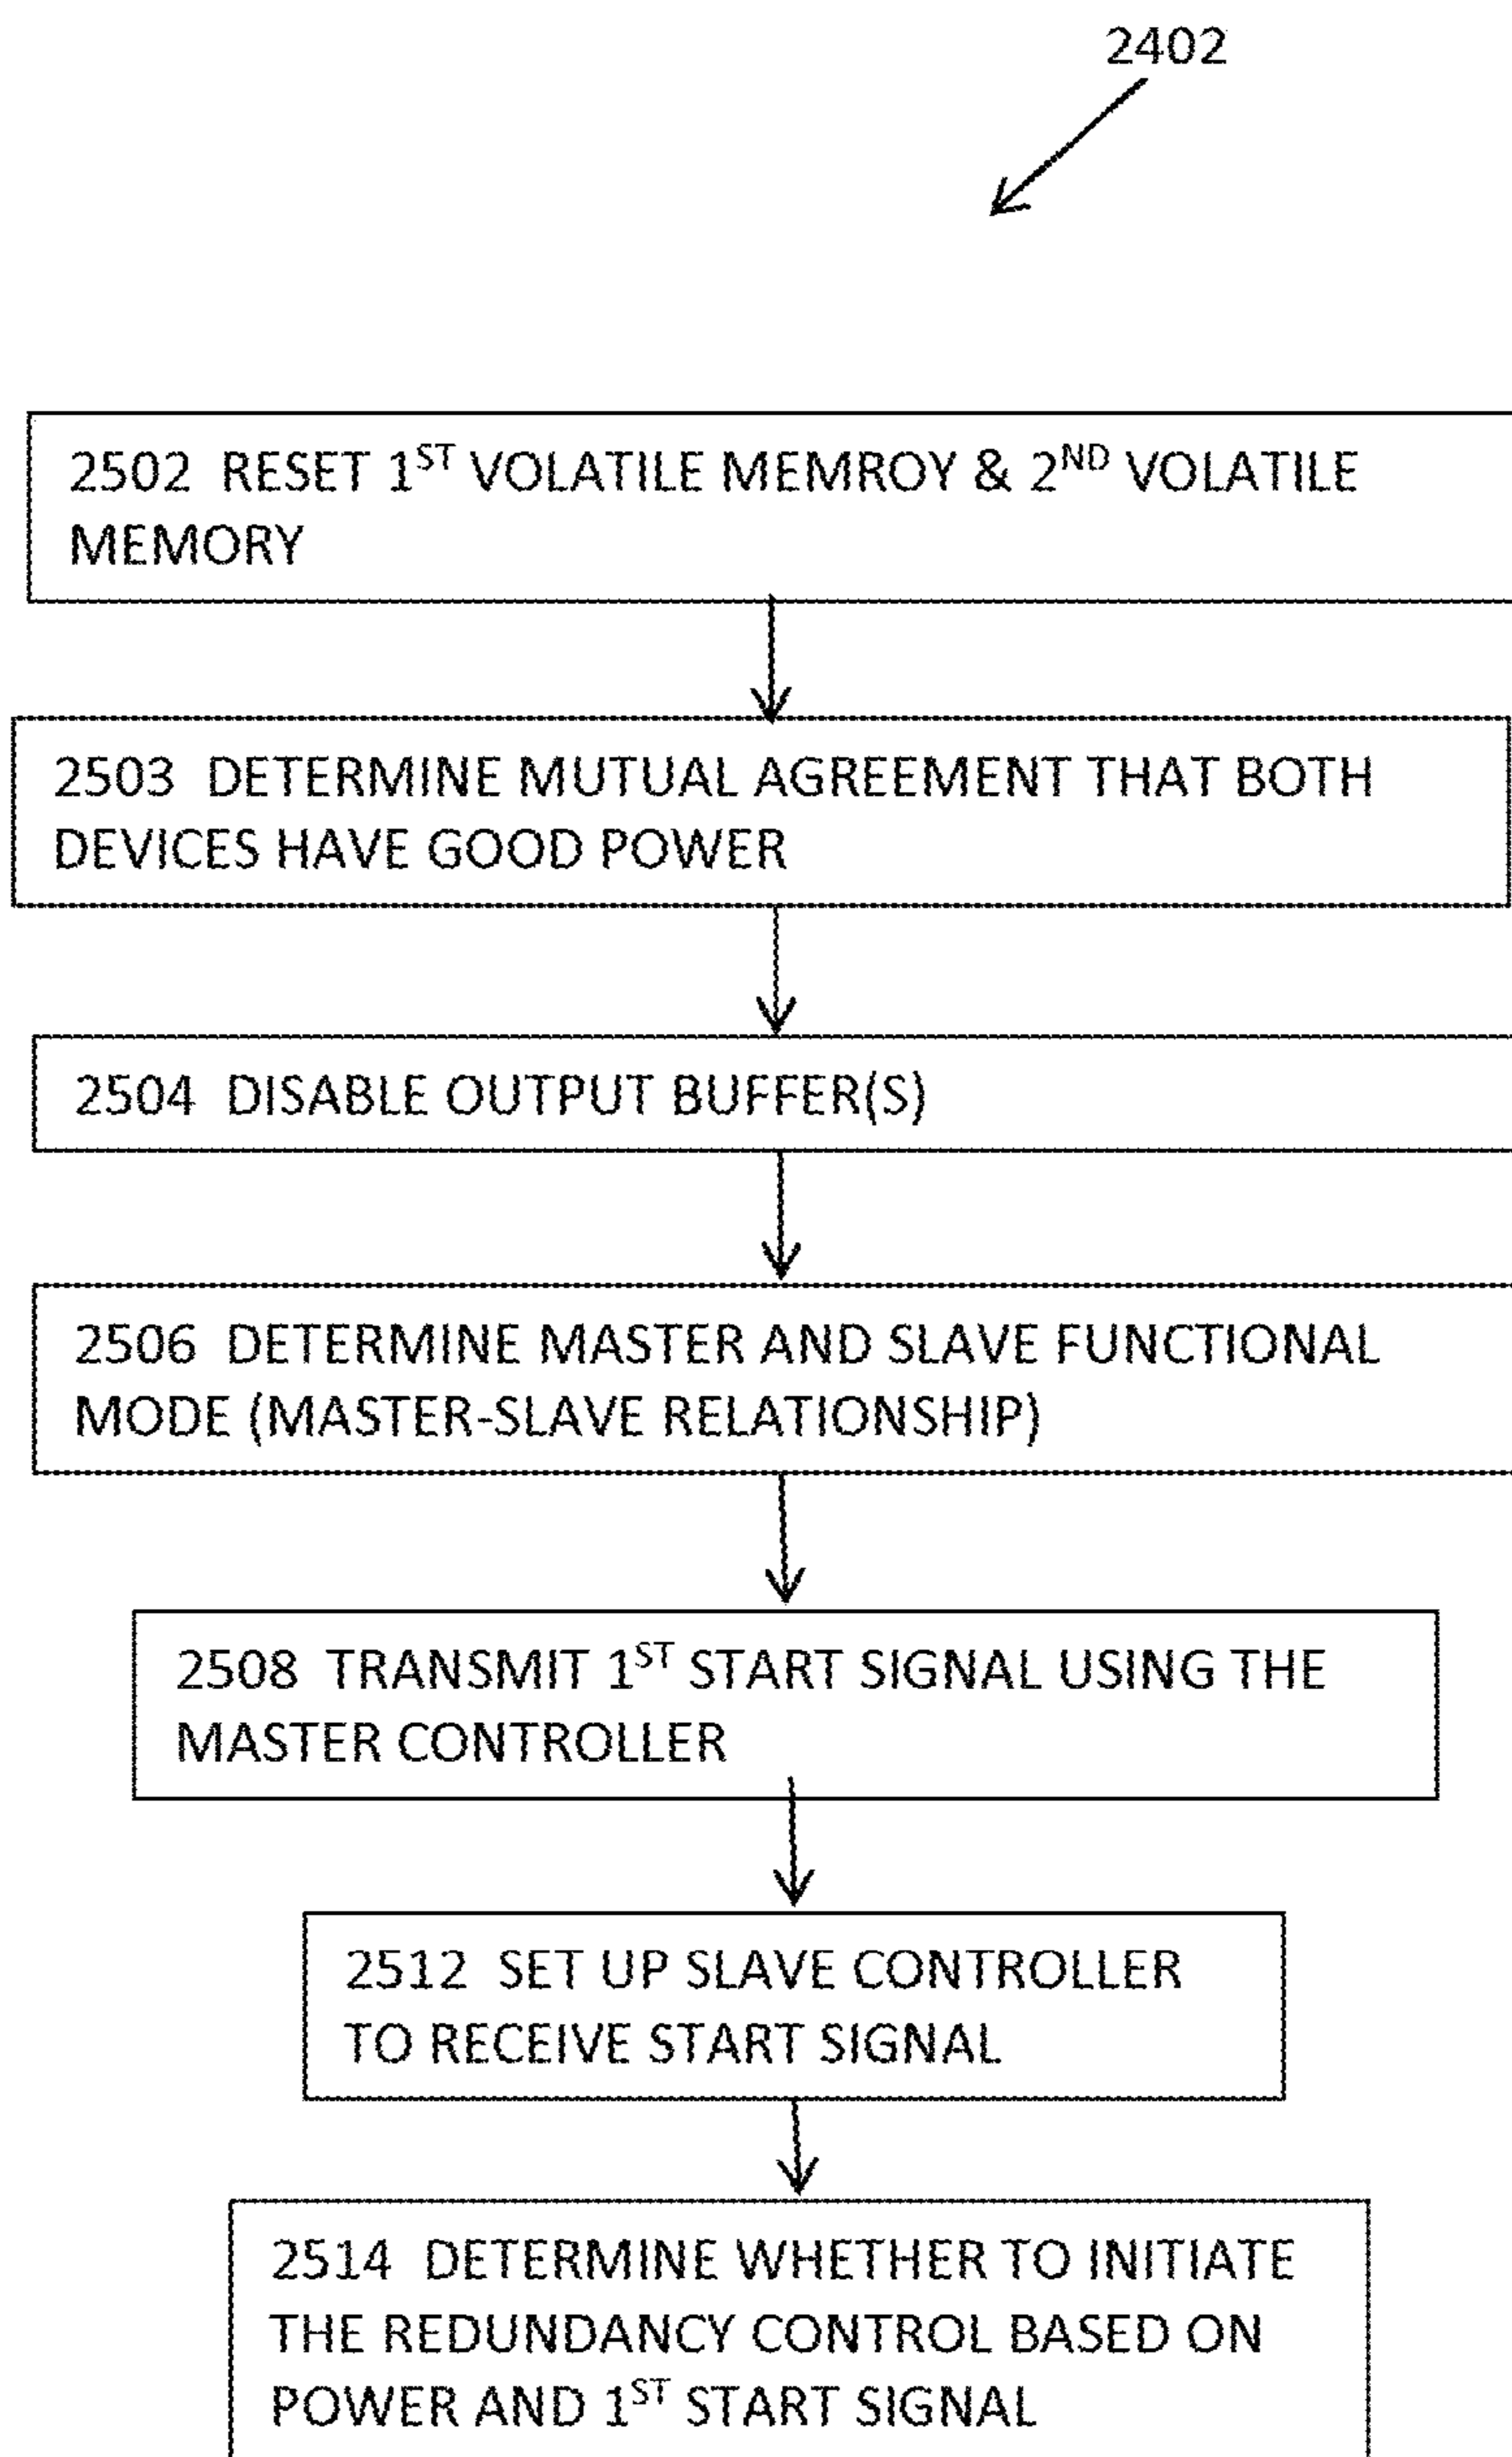 2402
2502 RESET 1ST VOLATILE MEMROY & 2ND VOLATILE
MEMORY
2503 DETERMINE MUTUAL AGREEMENT THAT BOTH
DEVICES HAVE GOOD POWER
2504 DISABLE OUTPUT BUFFER(S)
2506 DETERMINE MASTER AND SLAVE FUNCTIONAL
MODE (MASTER-SLAVE RELATIONSHIP)
2508 TRANSMIT 1ST START SIGNAL USING THE
MASTER CONTROLLER
2512 SET UP SLAVE CONTROLLER
TO RECEIVE START SIGNAL
2514 DETERMINE WHETHER TO INITIATE
THE REDUNDANCY CONTROL BASED ON
POWER AND 1ST START SIGNAL